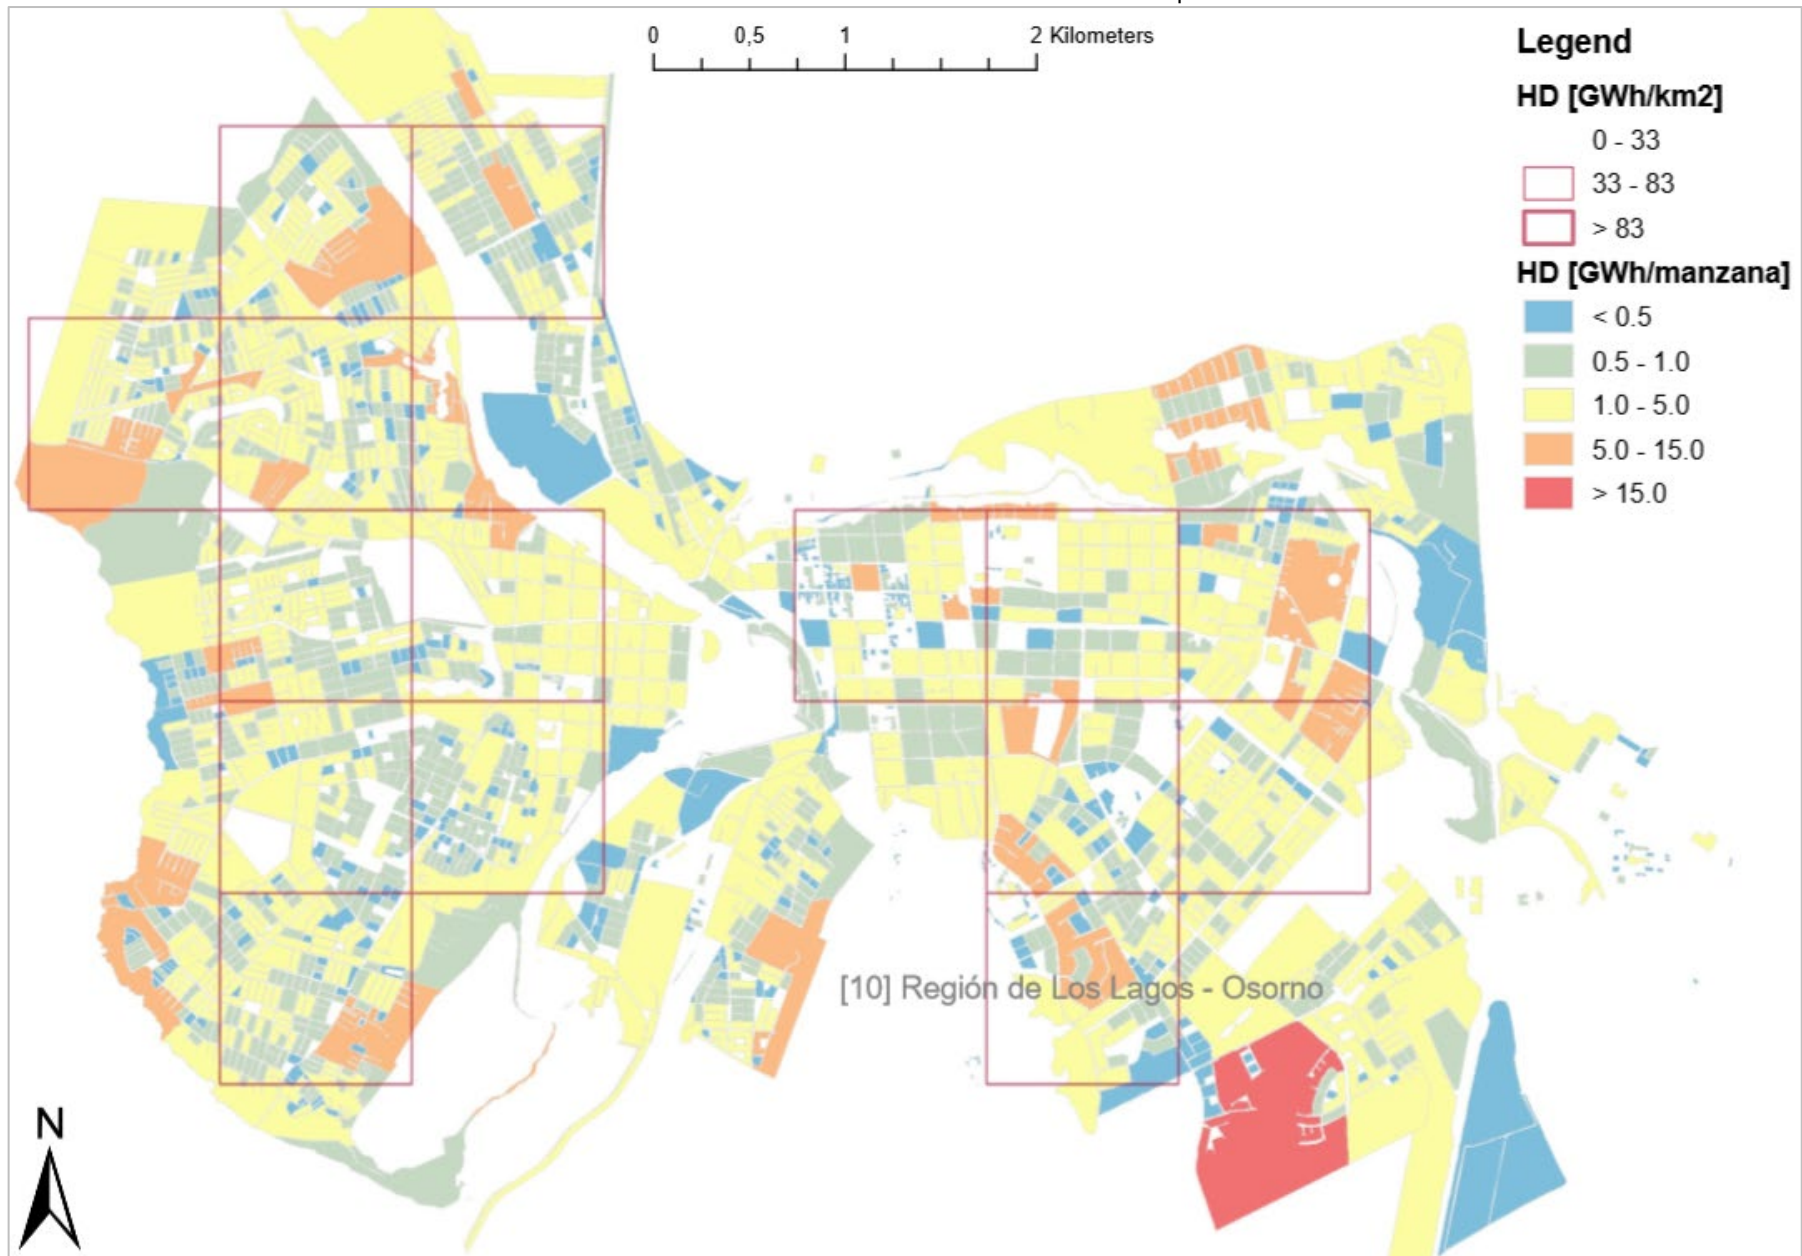 0 0,5 1 2 Kilometers
Legend
HD [GWh/km2]
0 - 33
33 - 83
> 83
HD [GWh/manzana]
< 0.5
0.5 - 1.0
1.0 - 5.0
5.0 - 15.0
> 15.0
[10] Región de Los Lagos - Osorno
N